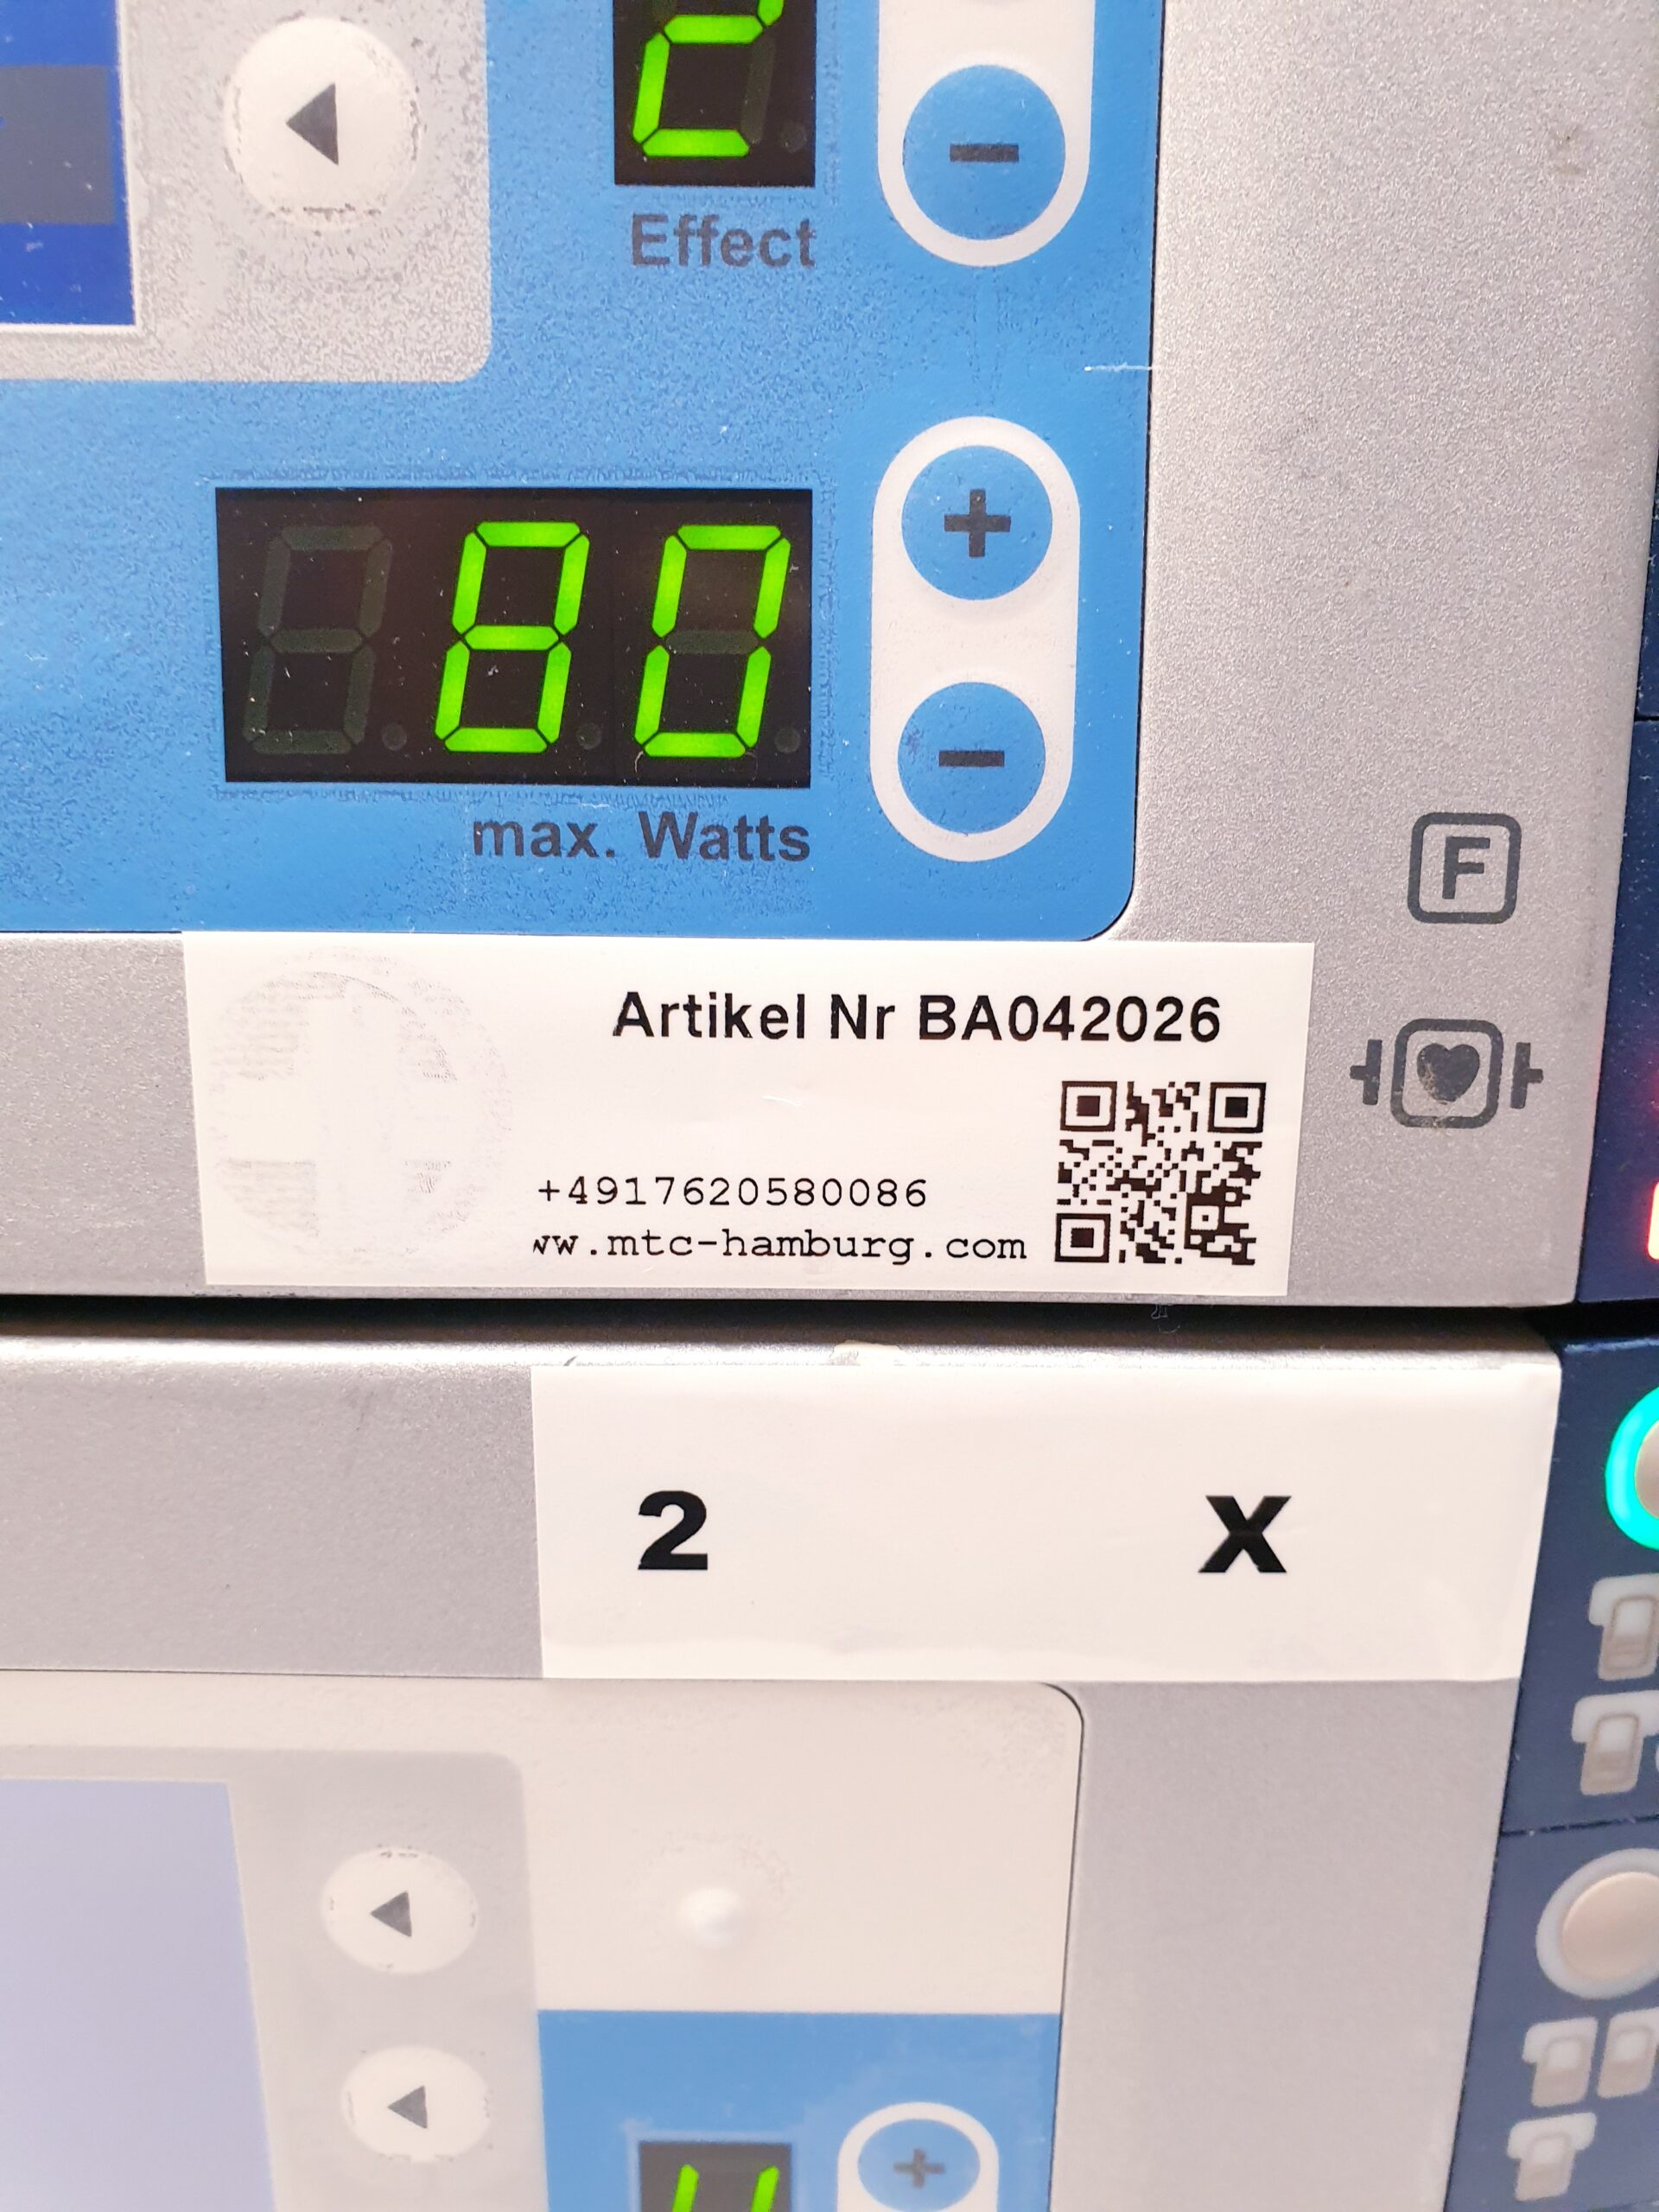 2
Effect
80
max. Watts
F
Artikel Nr BA042026
+4917620580086
ww.mtc-hamburg.com
2 X